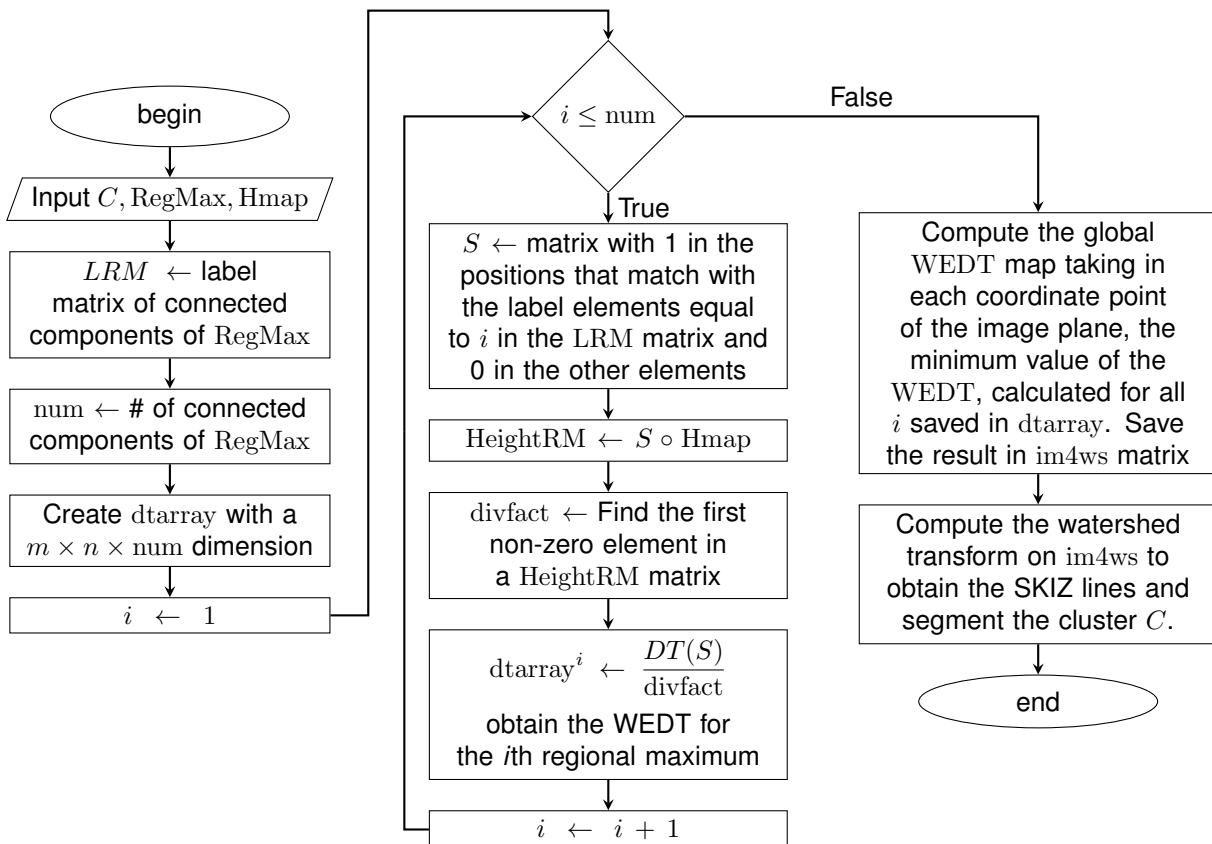 begin
Input C, RegMax, Hmap
LRM ← label
matrix of connected
components of RegMax
num ← # of connected
components of RegMax
Create dtarray with a
m × n × num dimension
i ← 1
i ≤ num
False
True
S ← matrix with 1 in the
positions that match with
the label elements equal
to i in the LRM matrix and
0 in the other elements
HeightRM ← S ∘ Hmap
divfact ← Find the first
non-zero element in
a HeightRM matrix
dtarray^i ← DT(S)
divfact
obtain the WEDT for
the ith regional maximum
i ← i + 1
Compute the global
WEDT map taking in
each coordinate point
of the image plane, the
minimum value of the
WEDT, calculated for all
i saved in dtarray. Save
the result in im4ws matrix
Compute the watershed
transform on im4ws to
obtain the SKIZ lines and
segment the cluster C.
end